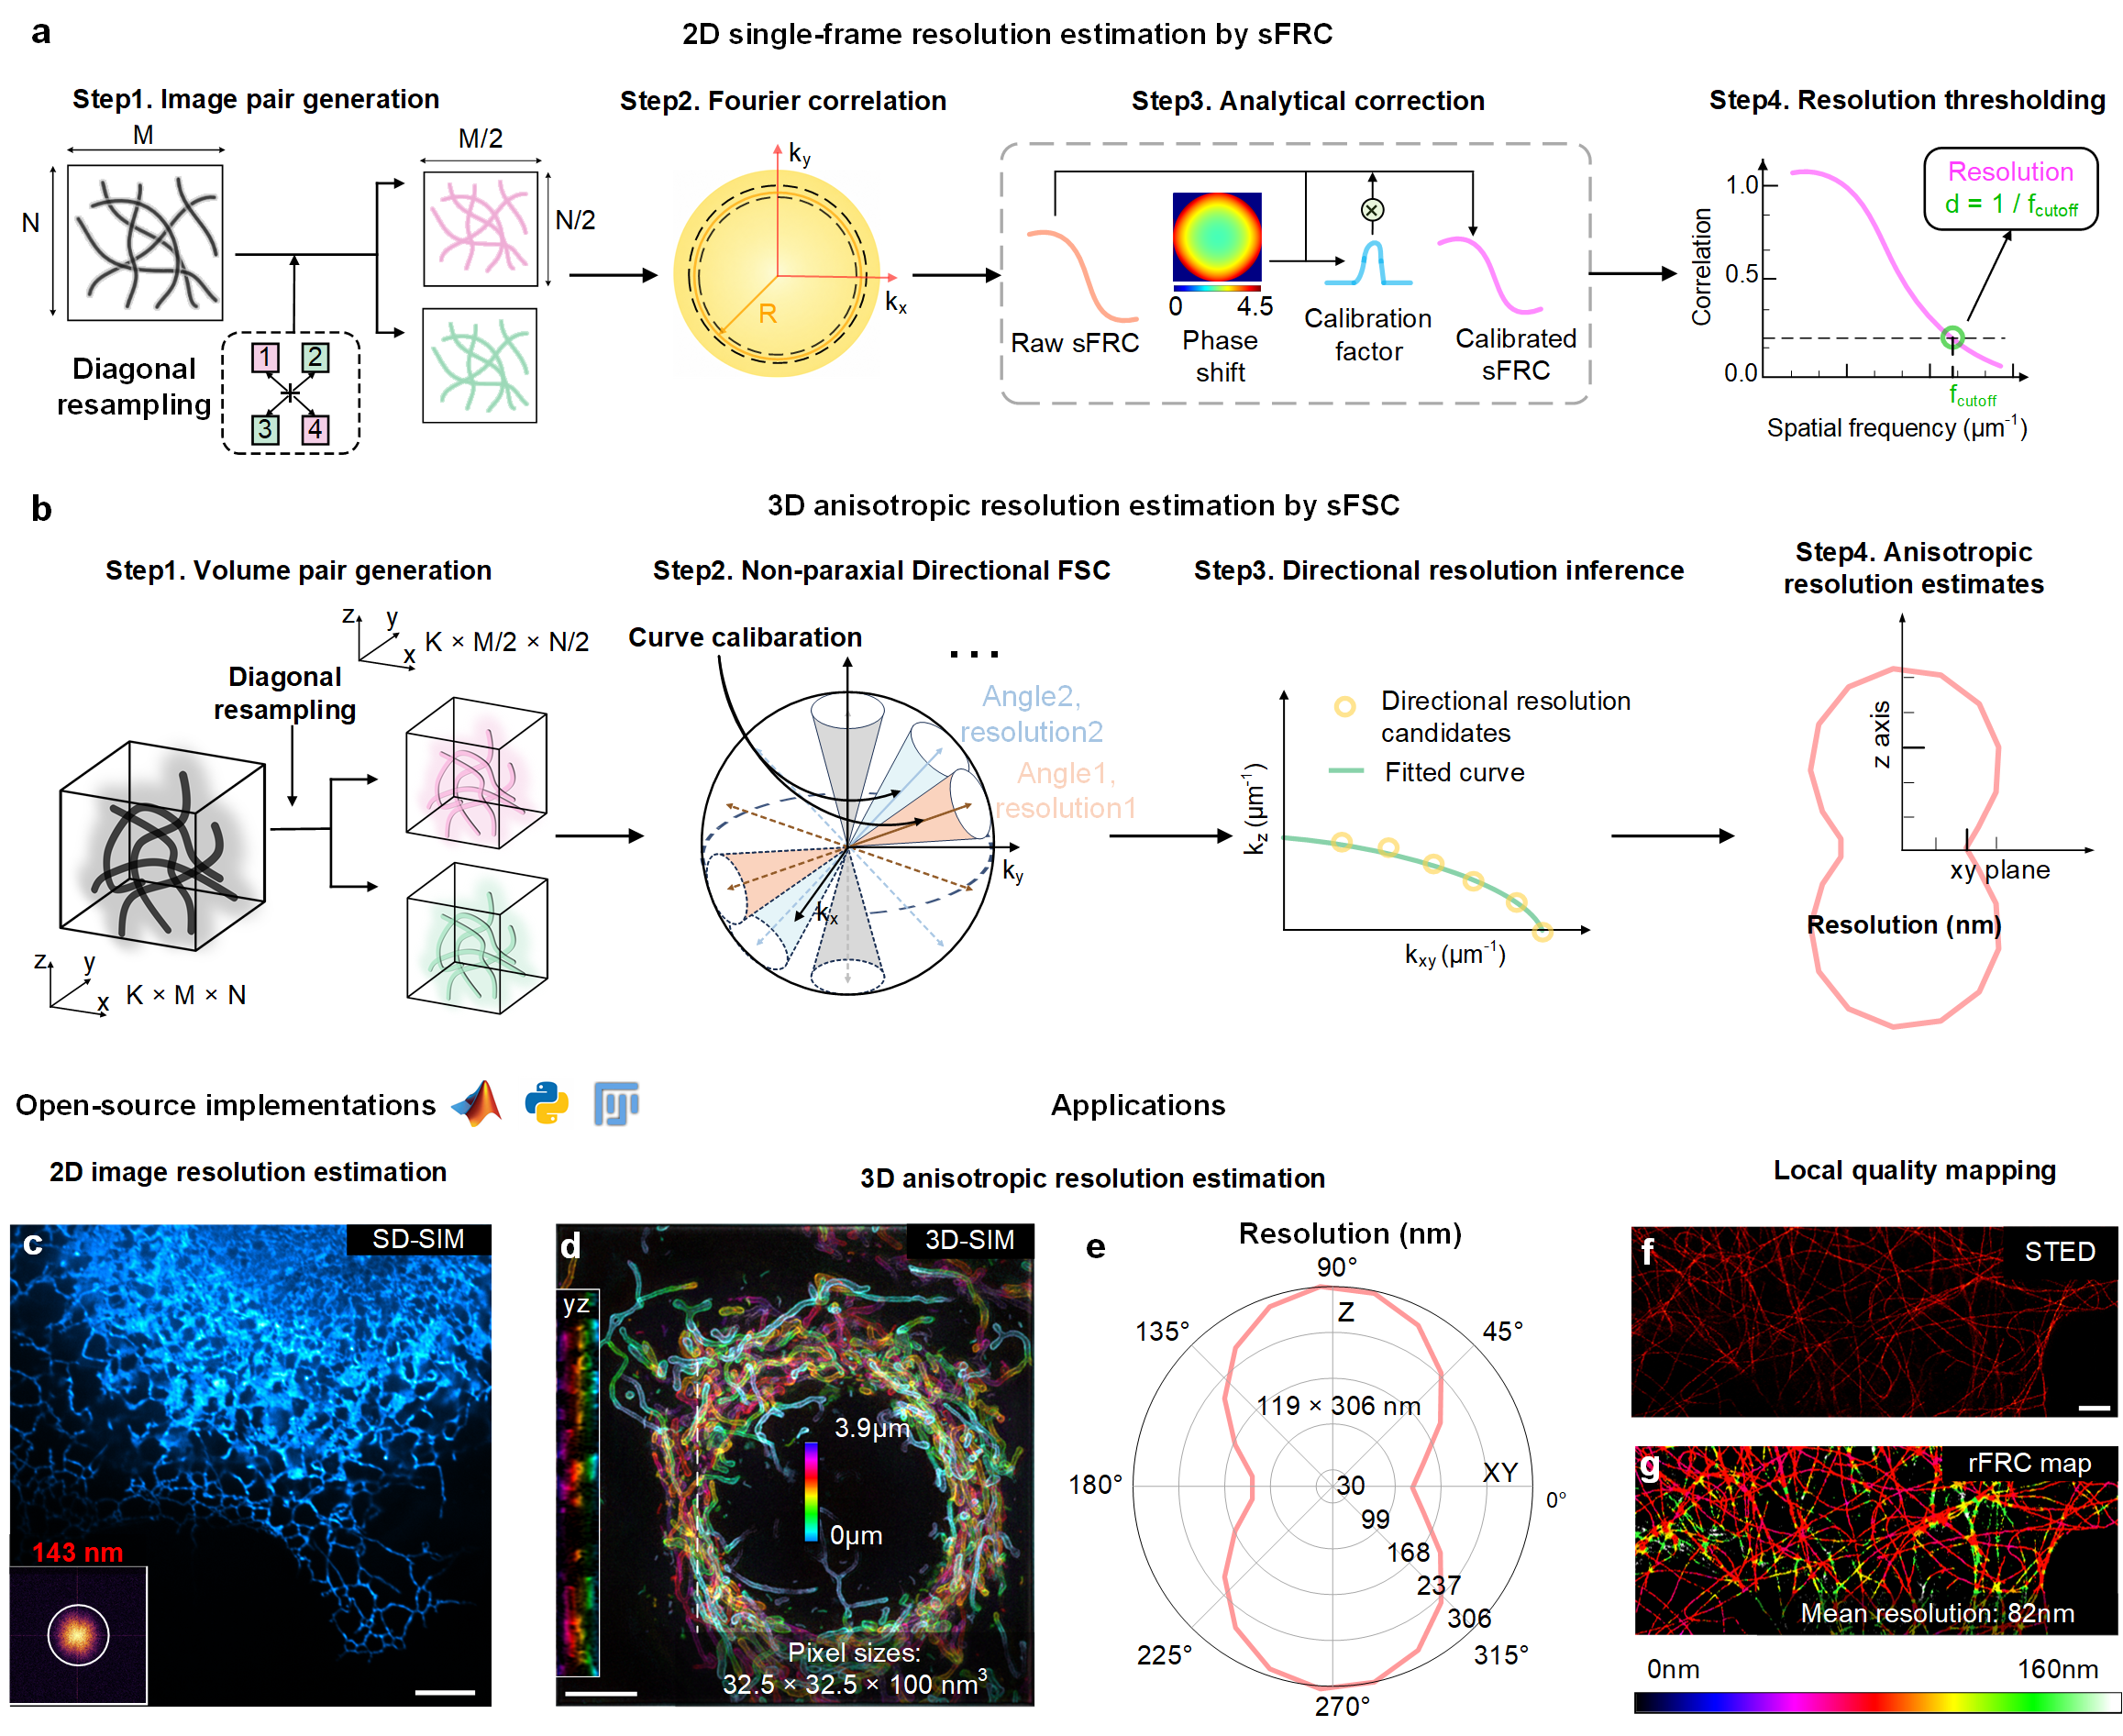 a
2D single-frame resolution estimation by sFRC
Step1. Image pair generation
Step2. Fourier correlation
Step3. Analytical correction
Step4. Resolution thresholding
M
N
M/2
N/2
Diagonal
resampling
1
2
3
4
ky
kx
R
Raw sFRC
0
4.5
Phase
shift
Calibration
factor
Calibrated
sFRC
Correlation
1.0
0.5
0.0
Resolution
d = 1 / fcutoff
fcutoff
Spatial frequency (µm-1)
b
3D anisotropic resolution estimation by sFSC
Step1. Volume pair generation
Step2. Non-paraxial Directional FSC
Step3. Directional resolution inference
Step4. Anisotropic
resolution estimates
z
y
x
K × M/2 × N/2
Diagonal
resampling
z
y
x
K × M × N
Curve calibaration
...
Angle2,
resolution2
Angle1,
resolution1
ky
kx
Directional resolution
candidates
Fitted curve
kz (µm-1)
kxy (µm-1)
z axis
xy plane
Resolution (nm)
Open-source implementations
Applications
2D image resolution estimation
3D anisotropic resolution estimation
Local quality mapping
c
SD-SIM
143 nm
d
3D-SIM
yz
3.9µm
0µm
Pixel sizes:
32.5 × 32.5 × 100 nm3
e
Resolution (nm)
90°
Z
135°
45°
119 × 306 nm
180°
XY
0°
30
99
168
237
306
225°
315°
270°
f
STED
g
rFRC map
Mean resolution: 82nm
0nm
160nm